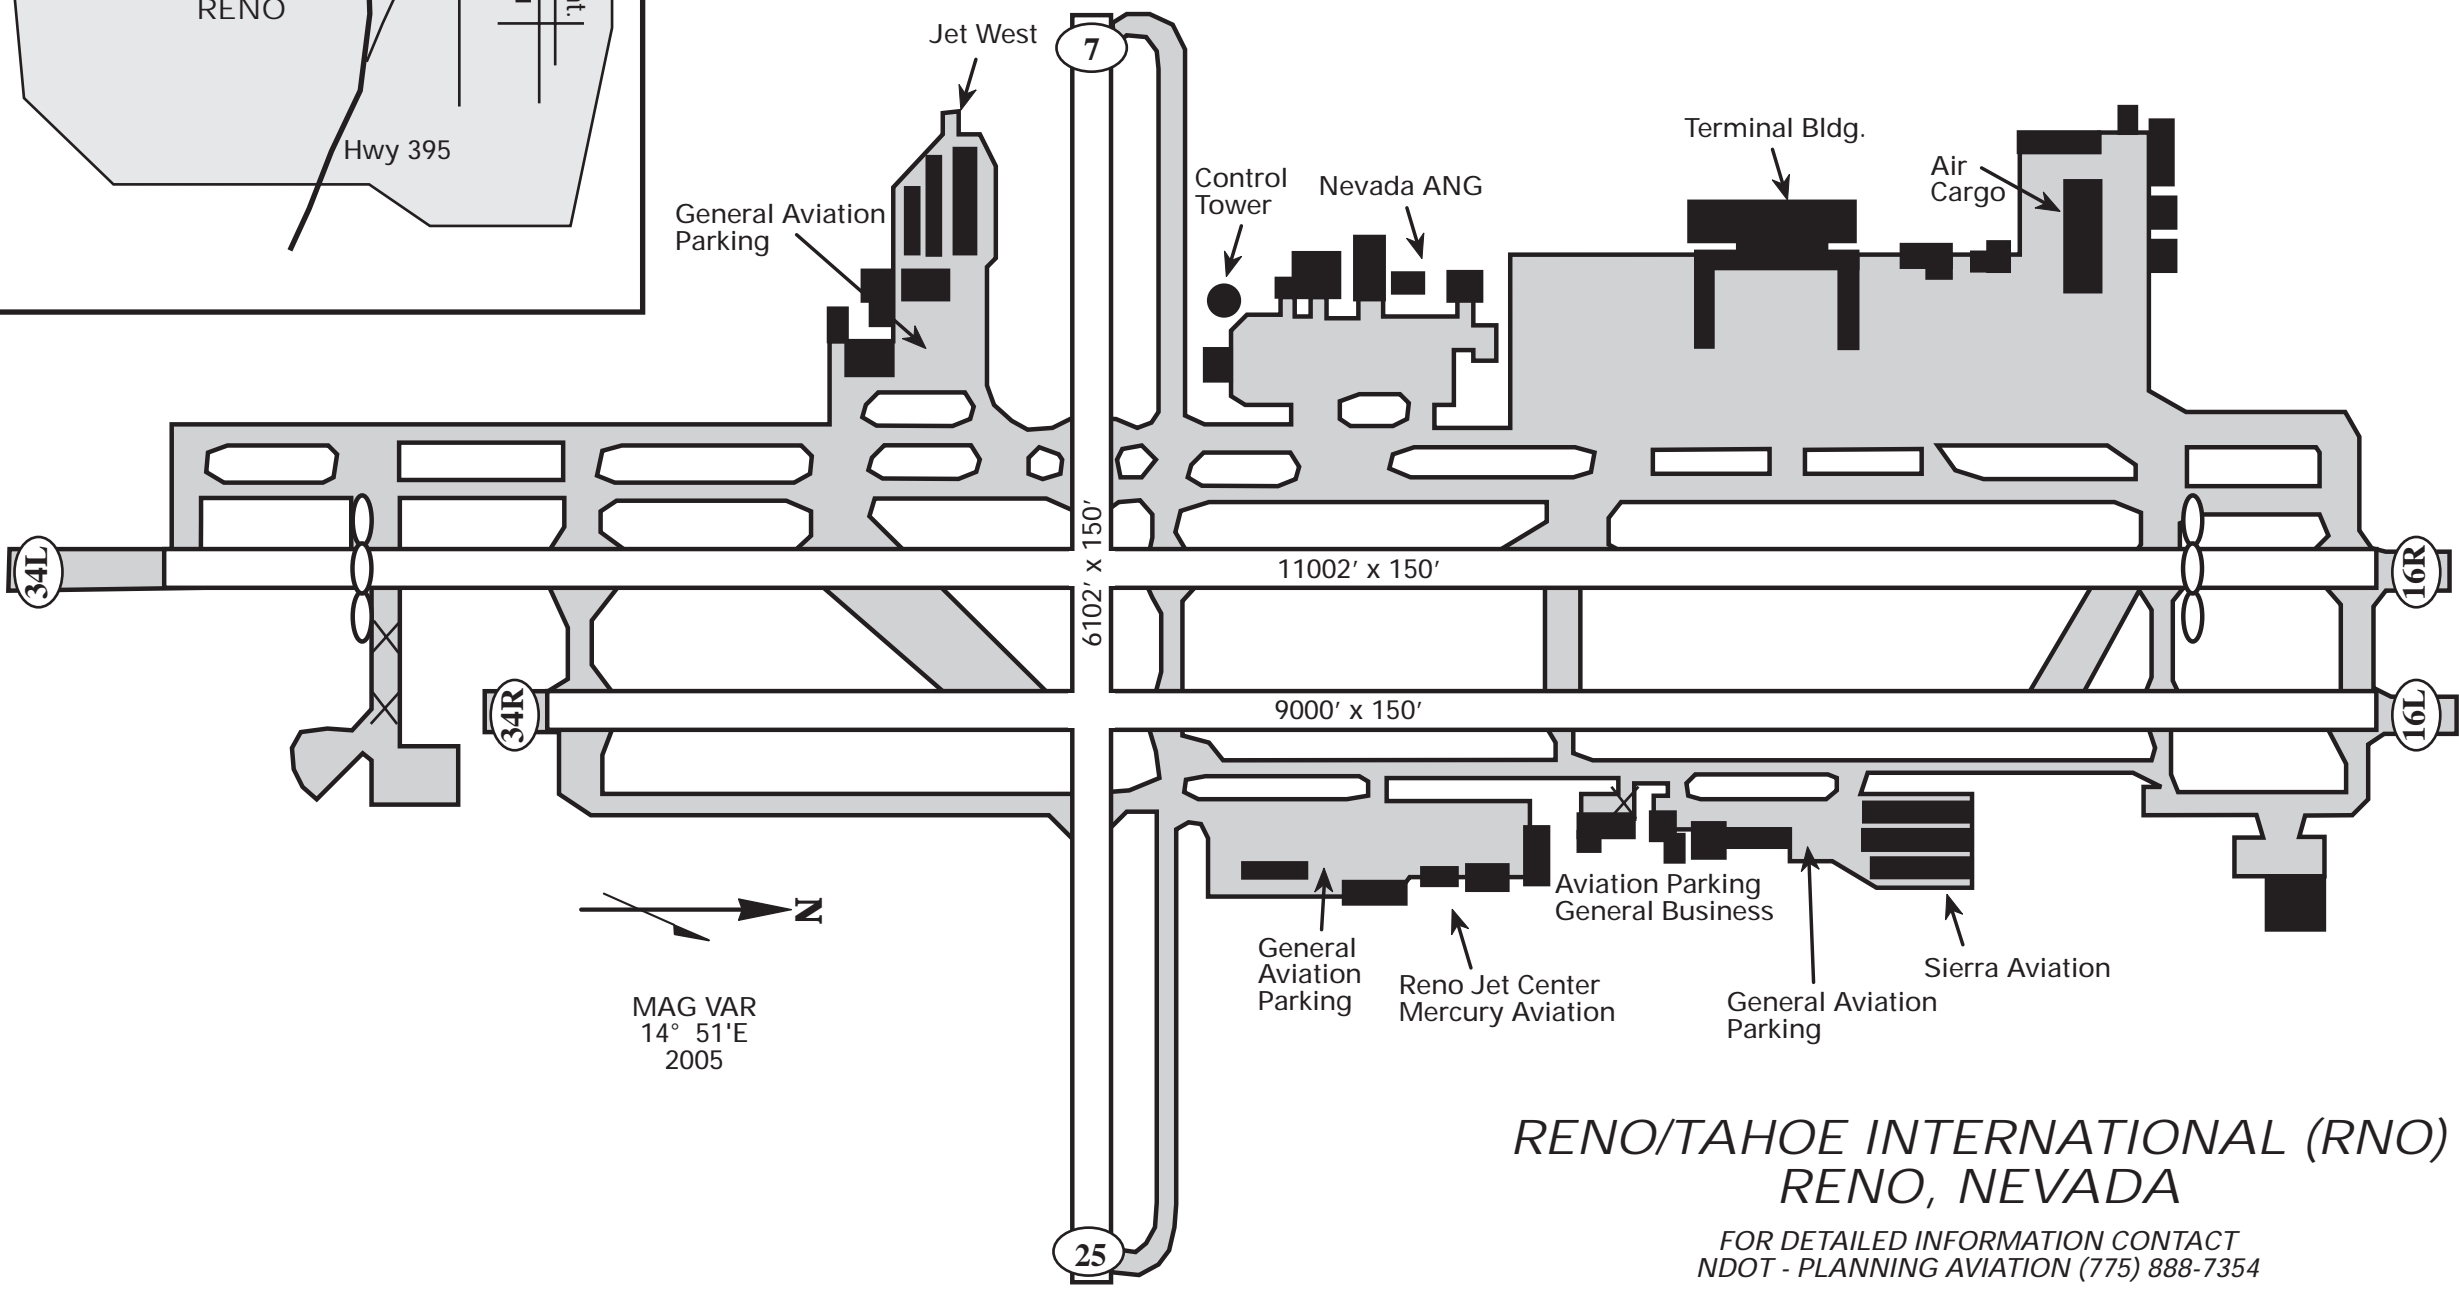 RENO
Hwy 395
Jet West
7
General Aviation
Parking
Control
Tower
Nevada ANG
Terminal Bldg.
Air
Cargo
34L
6102' x 150'
11002' x 150'
16R
34R
9000' x 150'
16L
N
MAG VAR
14° 51'E
2005
General
Aviation
Parking
Reno Jet Center
Mercury Aviation
Aviation Parking
General Business
General Aviation
Parking
Sierra Aviation
25
RENO/TAHOE INTERNATIONAL (RNO)
RENO, NEVADA
FOR DETAILED INFORMATION CONTACT
NDOT - PLANNING AVIATION (775) 888-7354